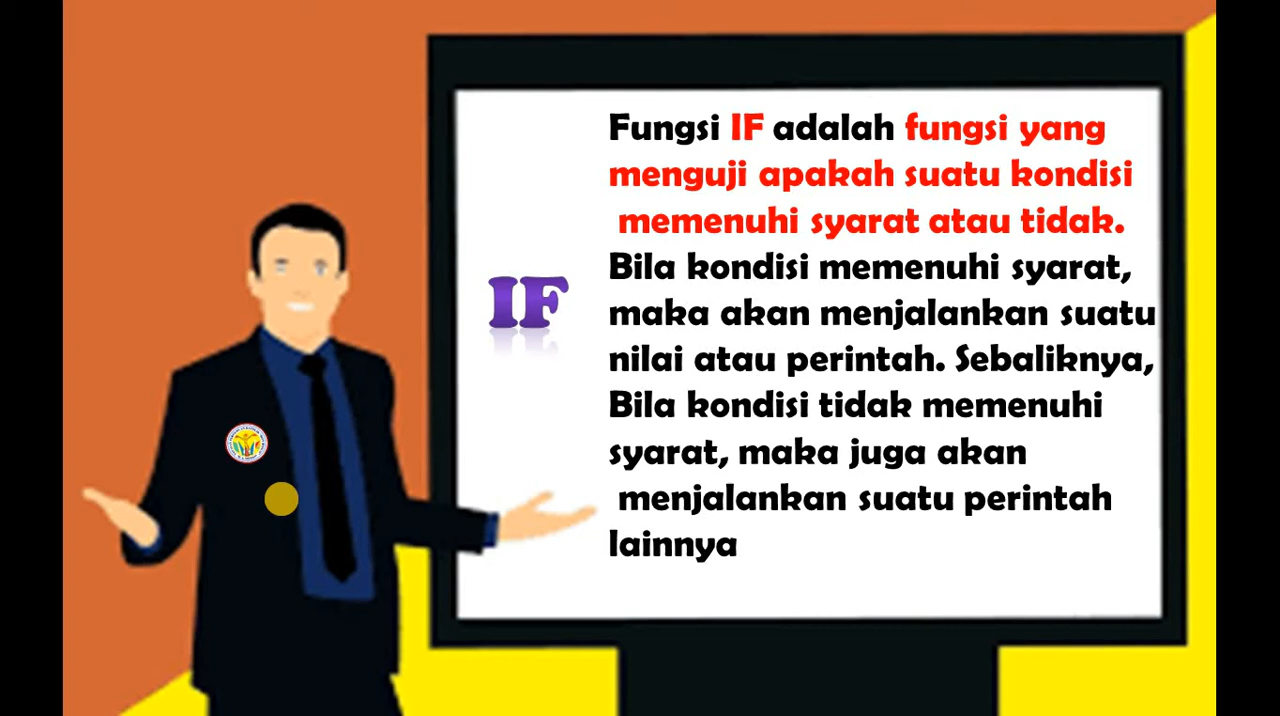 Fungsi IF adalah fungsi yang
menguji apakah suatu kondisi
memenuhi syarat atau tidak.
Bila kondisi memenuhi syarat,
maka akan menjalankan suatu
nilai atau perintah. Sebaliknya,
Bila kondisi tidak memenuhi
syarat, maka juga akan
menjalankan suatu perintah
lainnya
IF